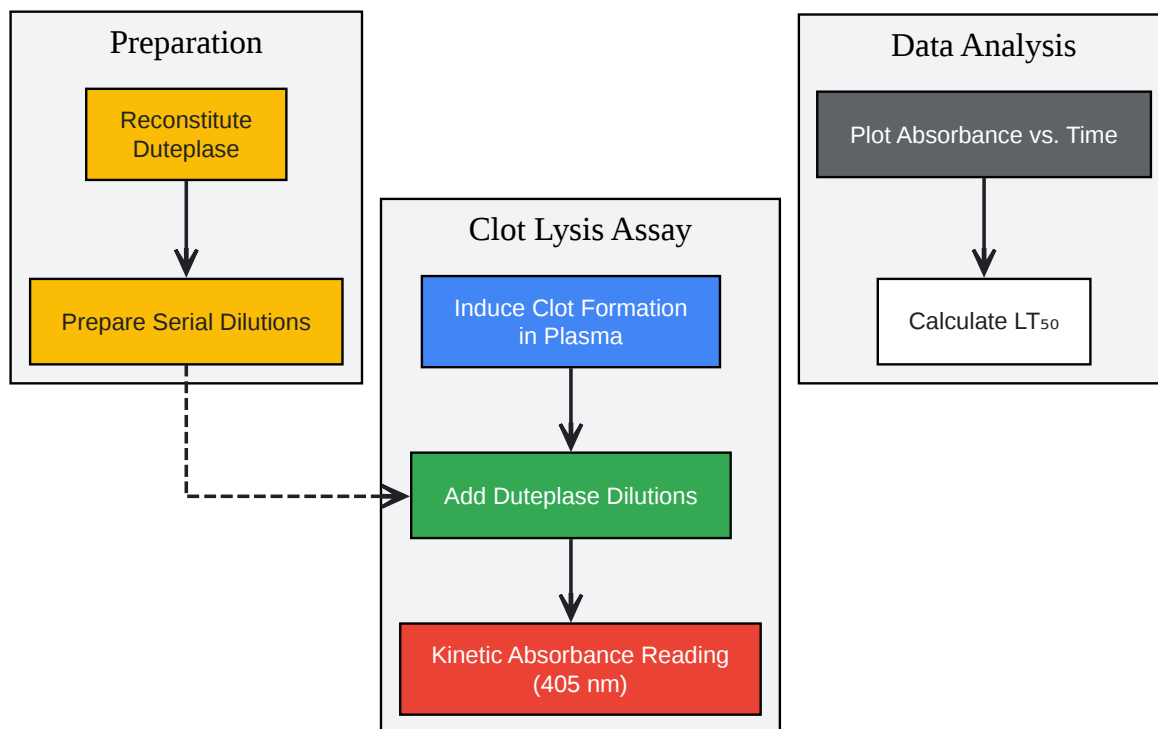 Preparation
Reconstitute
Duteplase
Prepare Serial Dilutions
Clot Lysis Assay
Induce Clot Formation
in Plasma
Add Duteplase Dilutions
Kinetic Absorbance Reading
(405 nm)
Data Analysis
Plot Absorbance vs. Time
Calculate LT₅₀